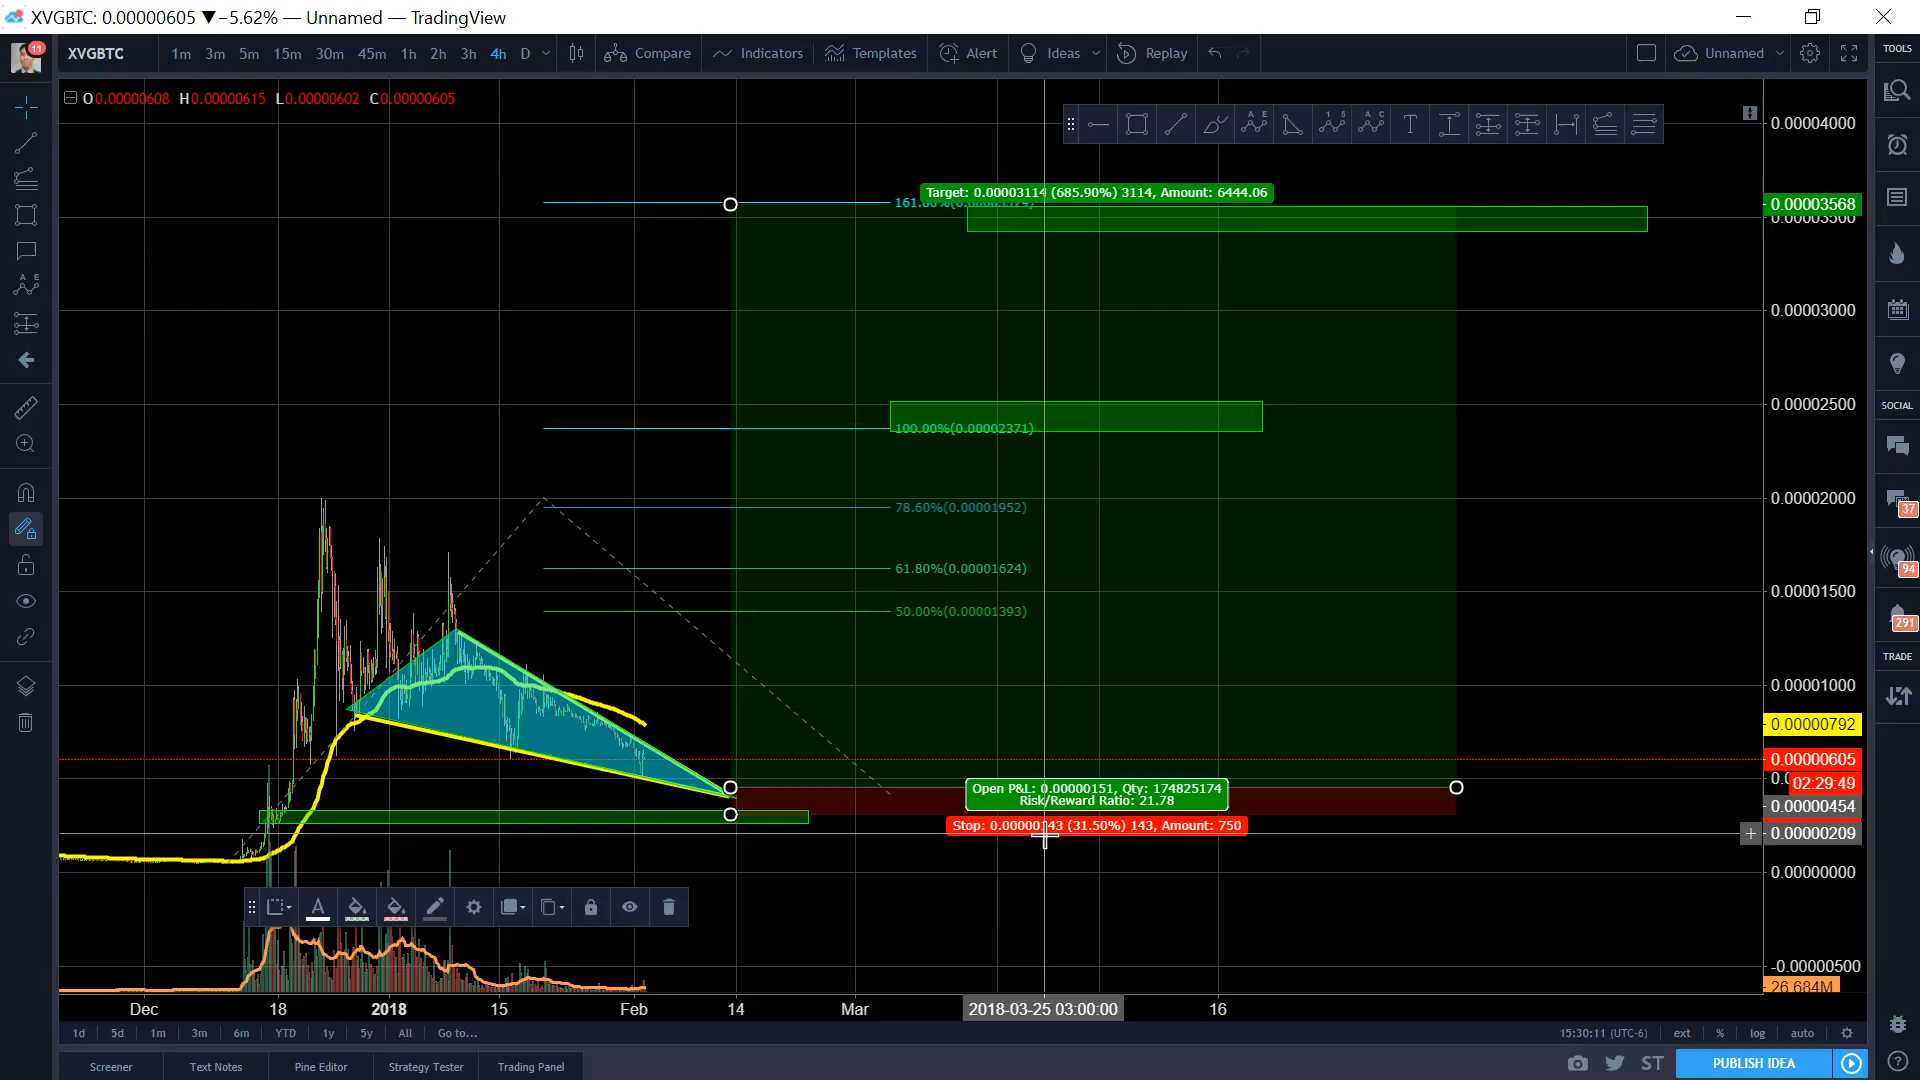 XVGBTC: 0.00000605 ▼−5.62% — Unnamed — TradingView
11
XVGBTC 1m 3m 5m 15m 30m 45m 1h 2h 3h 4h D Compare Indicators Templates Alert Ideas Replay Unnamed
TOOLS
O0.00000608 H0.00000615 L0.00000602 C0.00000605
0.00004000
Target: 0.00003114 (685.90%) 3114, Amount: 6444.06
0.00003568
0.00003500
0.00003000
SOCIAL
0.00002500
100.00%(0.00002371)
78.60%(0.00001952)
0.00002000
37
61.80%(0.00001624)
94
0.00001500
50.00%(0.00001393)
291
TRADE
0.00001000
0.00000792
0.00000605
02:29:49
Open P&L: 0.00000151, Qty: 174825174
Risk/Reward Ratio: 21.78
0.00000454
Stop: 0.00000143 (31.50%) 143, Amount: 750
0.00000209
0.00000000
A
-0.00000500
26.684M
Dec 18 2018 15 Feb 14 Mar 2018-03-25 03:00:00 16
1d 5d 1m 3m 6m YTD 1y 5y All Go to... 15:30:11 (UTC-6) ext % log auto
Screener Text Notes Pine Editor Strategy Tester Trading Panel ST PUBLISH IDEA